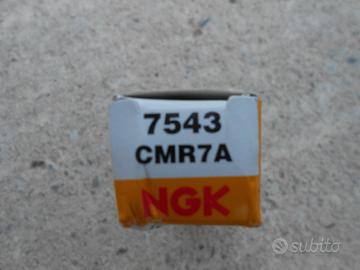 7543
CMR7A
NGK
subito